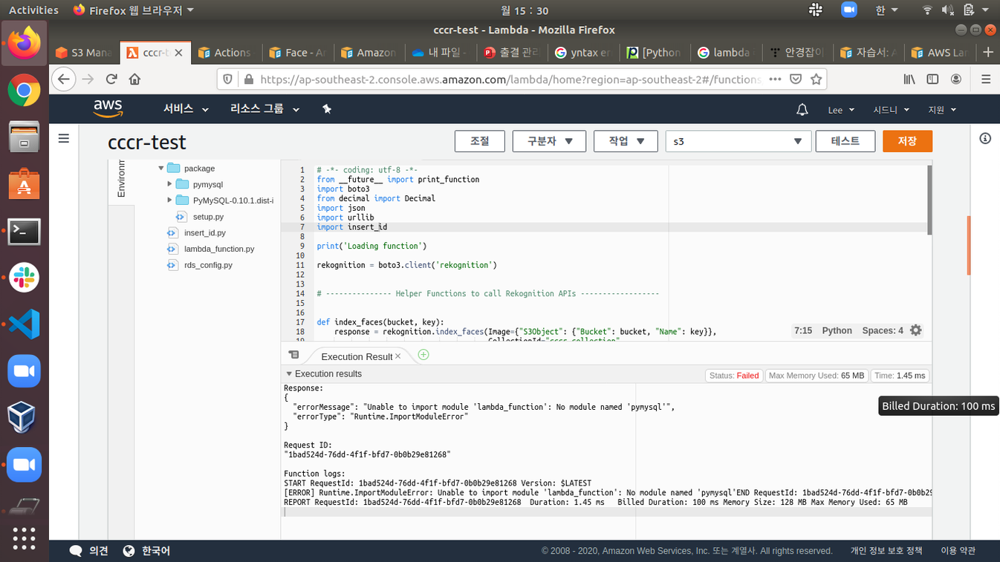 Activities
Firefox 웹 브라우저
월 15 : 30
한
cccr-test - Lambda - Mozilla Firefox
S3 Mana
cccr-t
Actions
Face - Ar
Amazon
내 파일 -
출결 관리
yntax er
[Python
lambda
안경잡이
자습서: A
AWS Lar
https://ap-southeast-2.console.aws.amazon.com/lambda/home?region=ap-southeast-2#/functions,
aws
서비스
리소스 그룹
Lee
시드니
지원
cccr-test
조절
구분자
작업
s3
테스트
저장
Environm
package
pymysql
PyMySQL-0.10.1.dist-i
setup.py
insert_id.py
lambda_function.py
rds_config.py
1 # -*- coding: utf-8 -*-
2 from __future__ import print_function
3 import boto3
4 from decimal import Decimal
5 import json
6 import urllib
7 import insert_id
8
9 print('Loading function')
10
11 rekognition = boto3.client('rekognition')
12
13
14 # --------------- Helper Functions to call Rekognition APIs ------------------
15
16
17 def index_faces(bucket, key):
18 response = rekognition.index_faces(Image={"S3Object": {"Bucket": bucket, "Name": key}},
19 CollectionId="cccr-collection",
7:15 Python Spaces: 4
Execution Result
Execution results
Status: Failed
Max Memory Used: 65 MB
Time: 1.45 ms
Response:
{
"errorMessage": "Unable to import module 'lambda_function': No module named 'pymysql'",
"errorType": "Runtime.ImportModuleError"
}
Billed Duration: 100 ms
Request ID:
"1bad524d-76dd-4f1f-bfd7-0b0b29e81268"
Function logs:
START RequestId: 1bad524d-76dd-4f1f-bfd7-0b0b29e81268 Version: $LATEST
[ERROR] Runtime.ImportModuleError: Unable to import module 'lambda_function': No module named 'pymysql'END RequestId: 1bad524d-76dd-4f1f-bfd7-0b0b29
REPORT RequestId: 1bad524d-76dd-4f1f-bfd7-0b0b29e81268 Duration: 1.45 ms Billed Duration: 100 ms Memory Size: 128 MB Max Memory Used: 65 MB
의견
한국어
© 2008 - 2020, Amazon Web Services, Inc. 또는 계열사. All rights reserved.
개인 정보 보호 정책
이용 약관